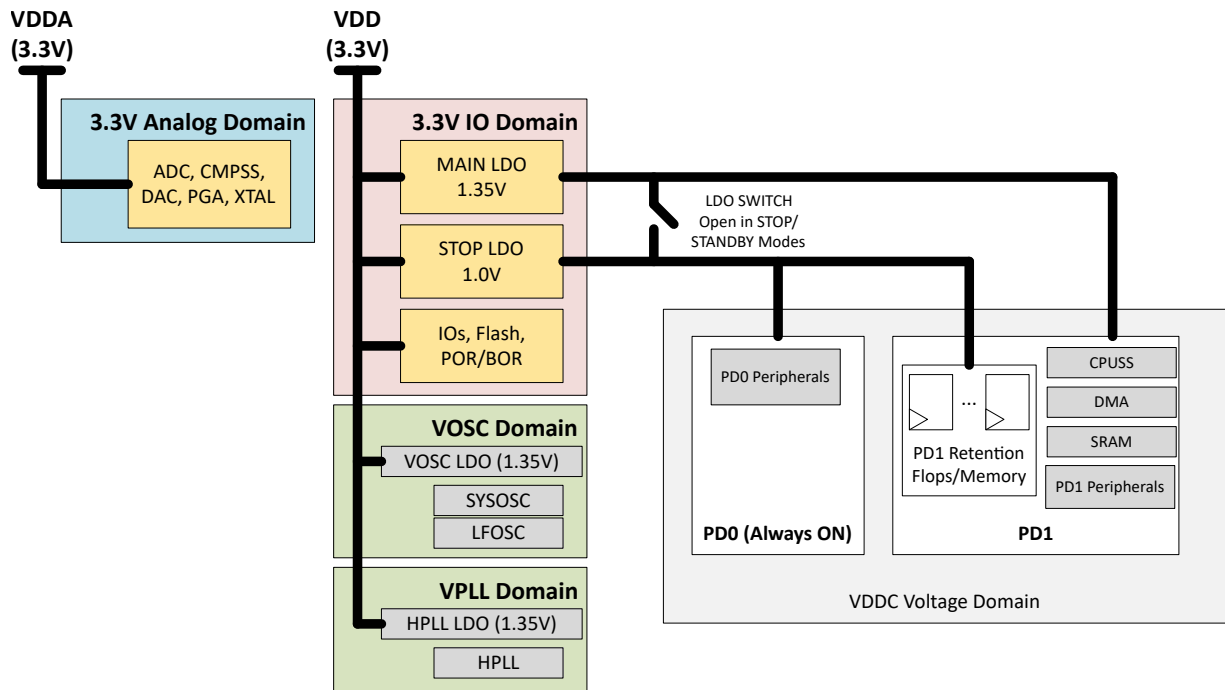 VDDA
(3.3V)
VDD
(3.3V)
3.3V Analog Domain
ADC, CMPSS,
DAC, PGA, XTAL
3.3V IO Domain
MAIN LDO
1.35V
STOP LDO
1.0V
IOs, Flash,
POR/BOR
LDO SWITCH
Open in STOP/
STANDBY Modes
VOSC Domain
VOSC LDO (1.35V)
SYSOSC
LFOSC
VPLL Domain
HPLL LDO (1.35V)
HPLL
PD0 Peripherals
PD0 (Always ON)
...
PD1 Retention
Flops/Memory
CPUSS
DMA
SRAM
PD1 Peripherals
PD1
VDDC Voltage Domain